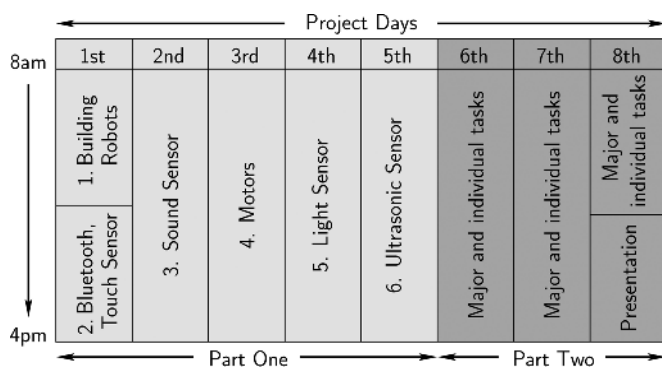 Project Days
8am
1st
2nd
3rd
4th
5th
6th
7th
8th
1. Building
Robots
2. Bluetooth,
Touch Sensor
3. Sound Sensor
4. Motors
5. Light Sensor
6. Ultrasonic Sensor
Major and individual tasks
Major and individual tasks
Major and
individual tasks
Presentation
4pm
Part One
Part Two